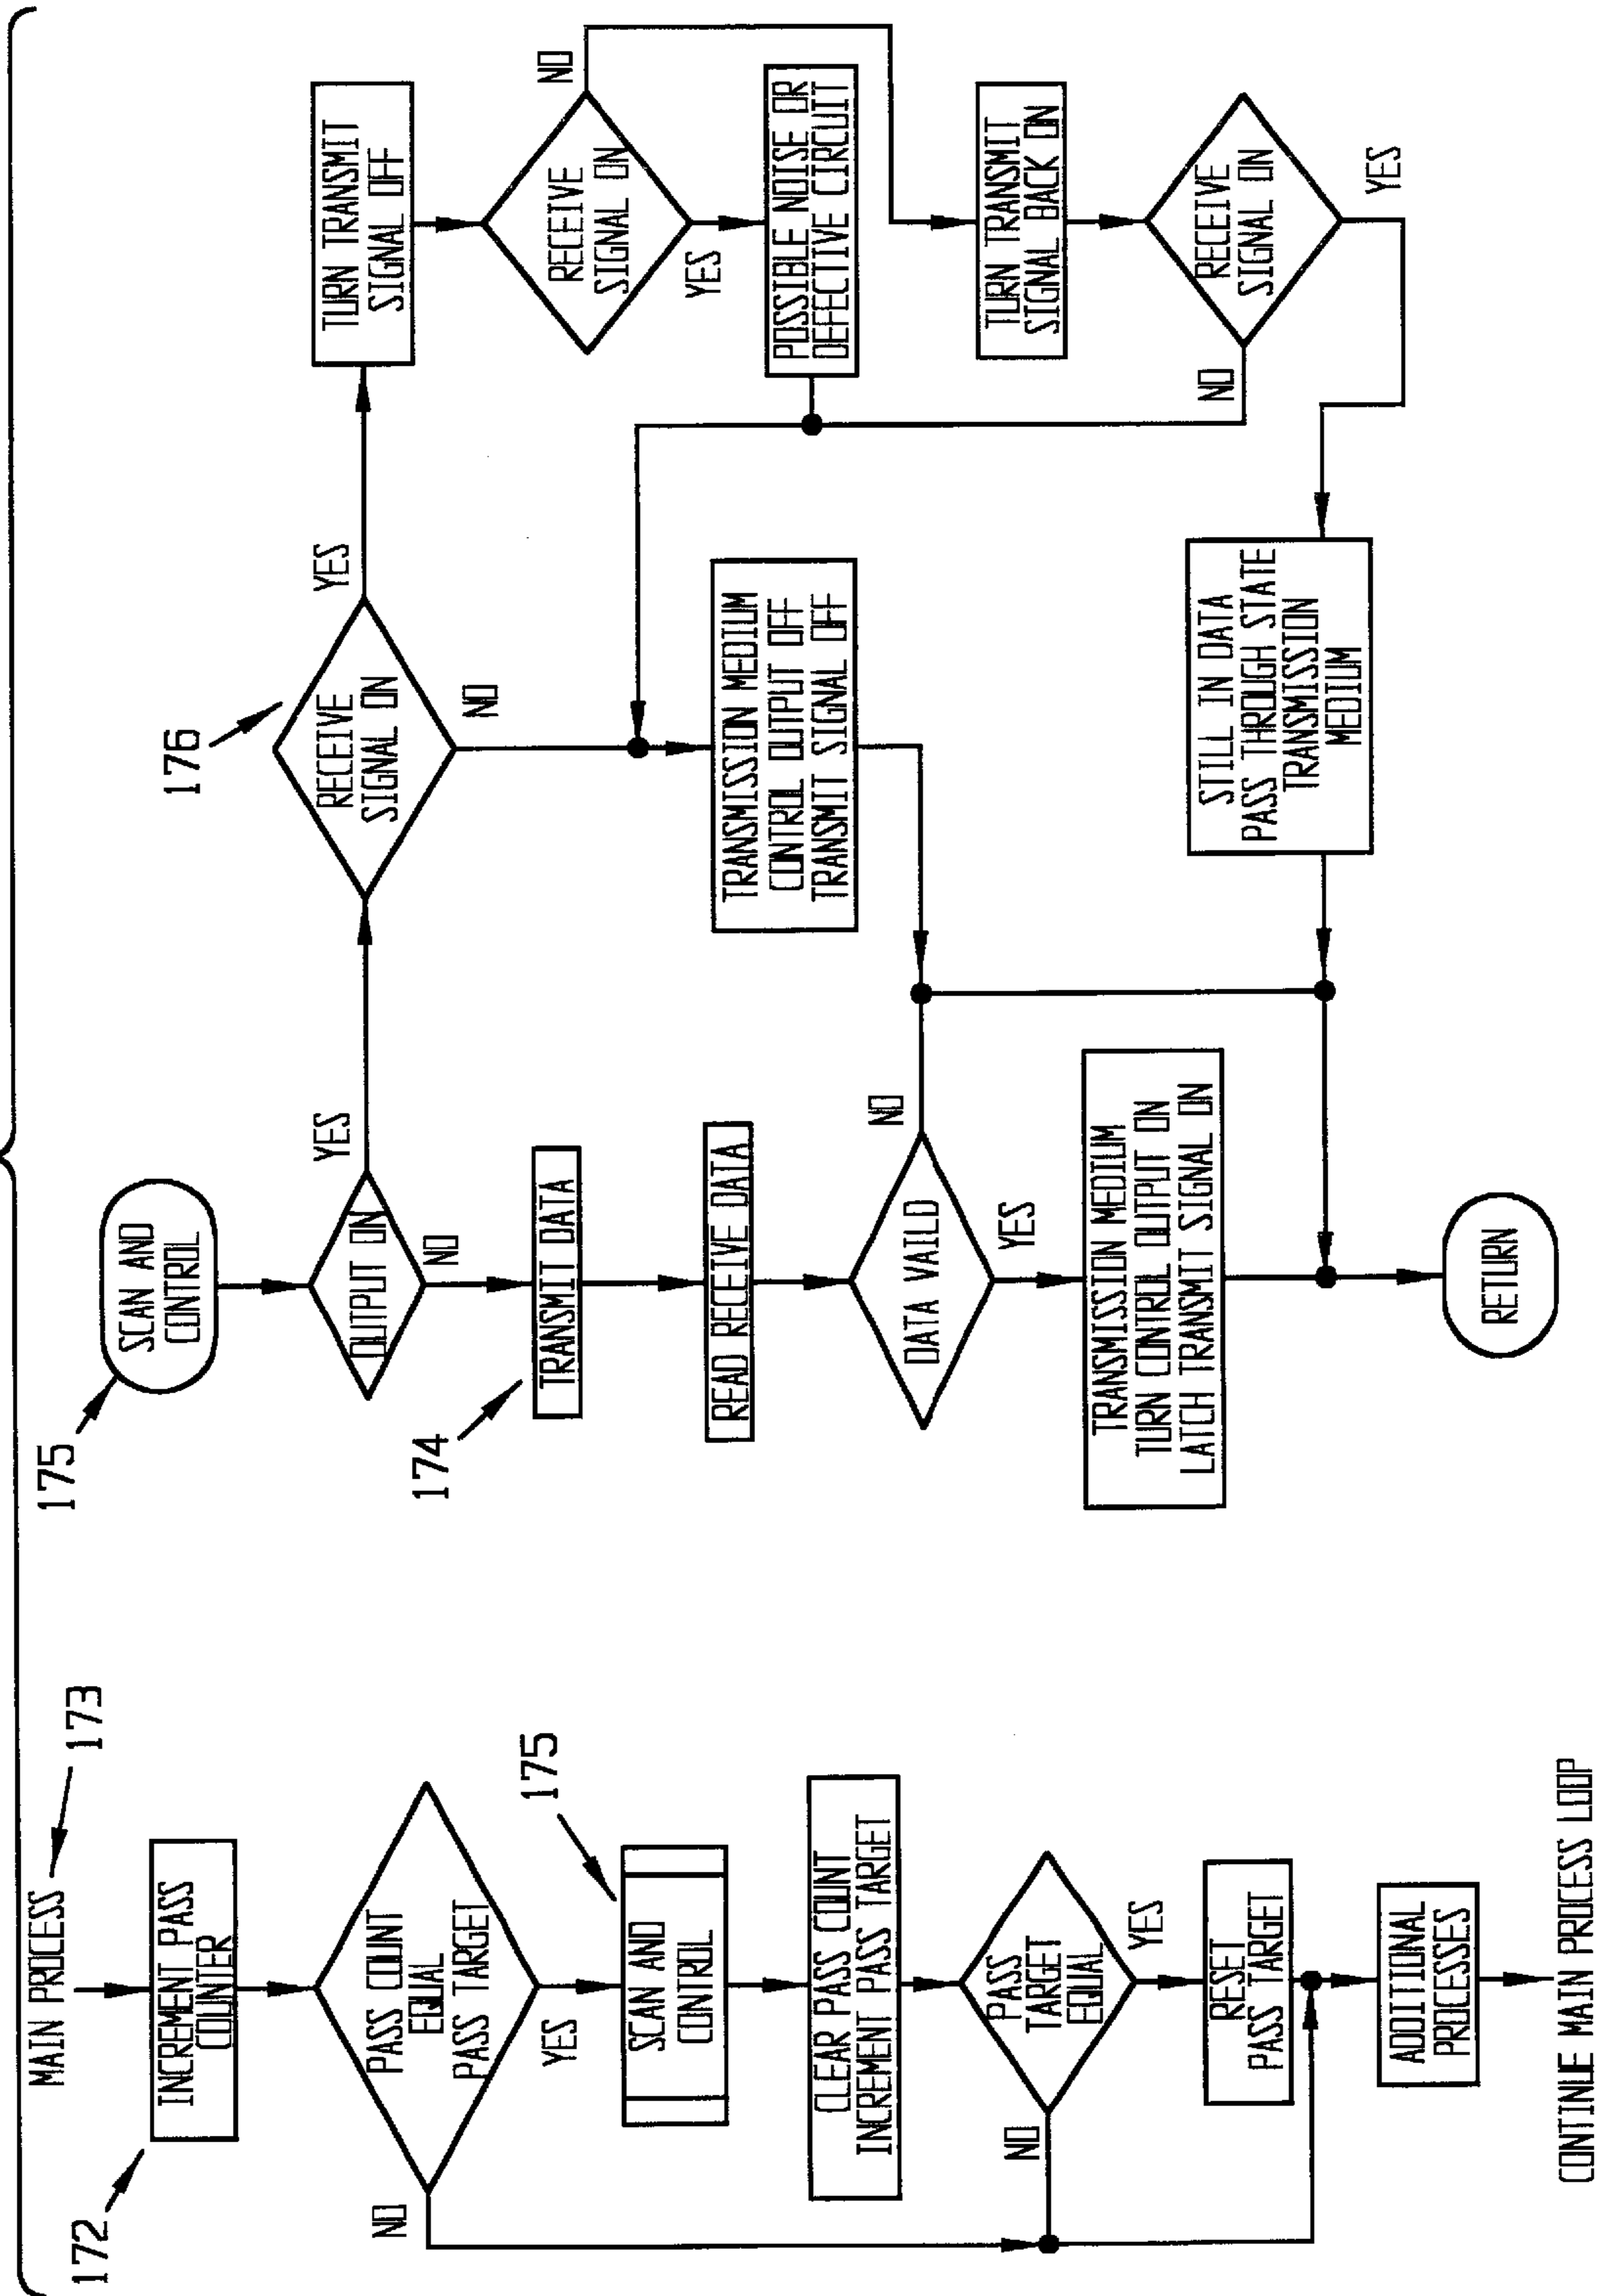 MAIN PROCESS
173
172
INCREMENT PASS
COUNTER
PASS COUNT
EQUAL
PASS TARGET
NO
YES
175
SCAN AND
CONTROL
CLEAR PASS COUNT
INCREMENT PASS TARGET
PASS
TARGET
EQUAL
NO
YES
RESET
PASS TARGET
ADDITIONAL
PROCESSES
CONTINUE MAIN PROCESS LOOP
175
SCAN AND
CONTROL
OUTPUT ON
YES
NO
174
TRANSMIT DATA
READ RECEIVE DATA
DATA VAILD
NO
YES
TRANSMISSION MEDIUM
TURN CONTROL OUTPUT ON
LATCH TRANSMIT SIGNAL ON
RETURN
176
RECEIVE
SIGNAL ON
YES
NO
TRANSMISSION MEDIUM
CONTROL OUTPUT OFF
TRANSMIT SIGNAL OFF
STILL IN DATA
PASS THROUGH STATE
TRANSMISSION
MEDIUM
TURN TRANSMIT
SIGNAL OFF
RECEIVE
SIGNAL ON
NO
YES
POSSIBLE NOISE OR
DEFECTIVE CIRCUIT
TURN TRANSMIT
SIGNAL BACK ON
RECEIVE
SIGNAL ON
NO
YES